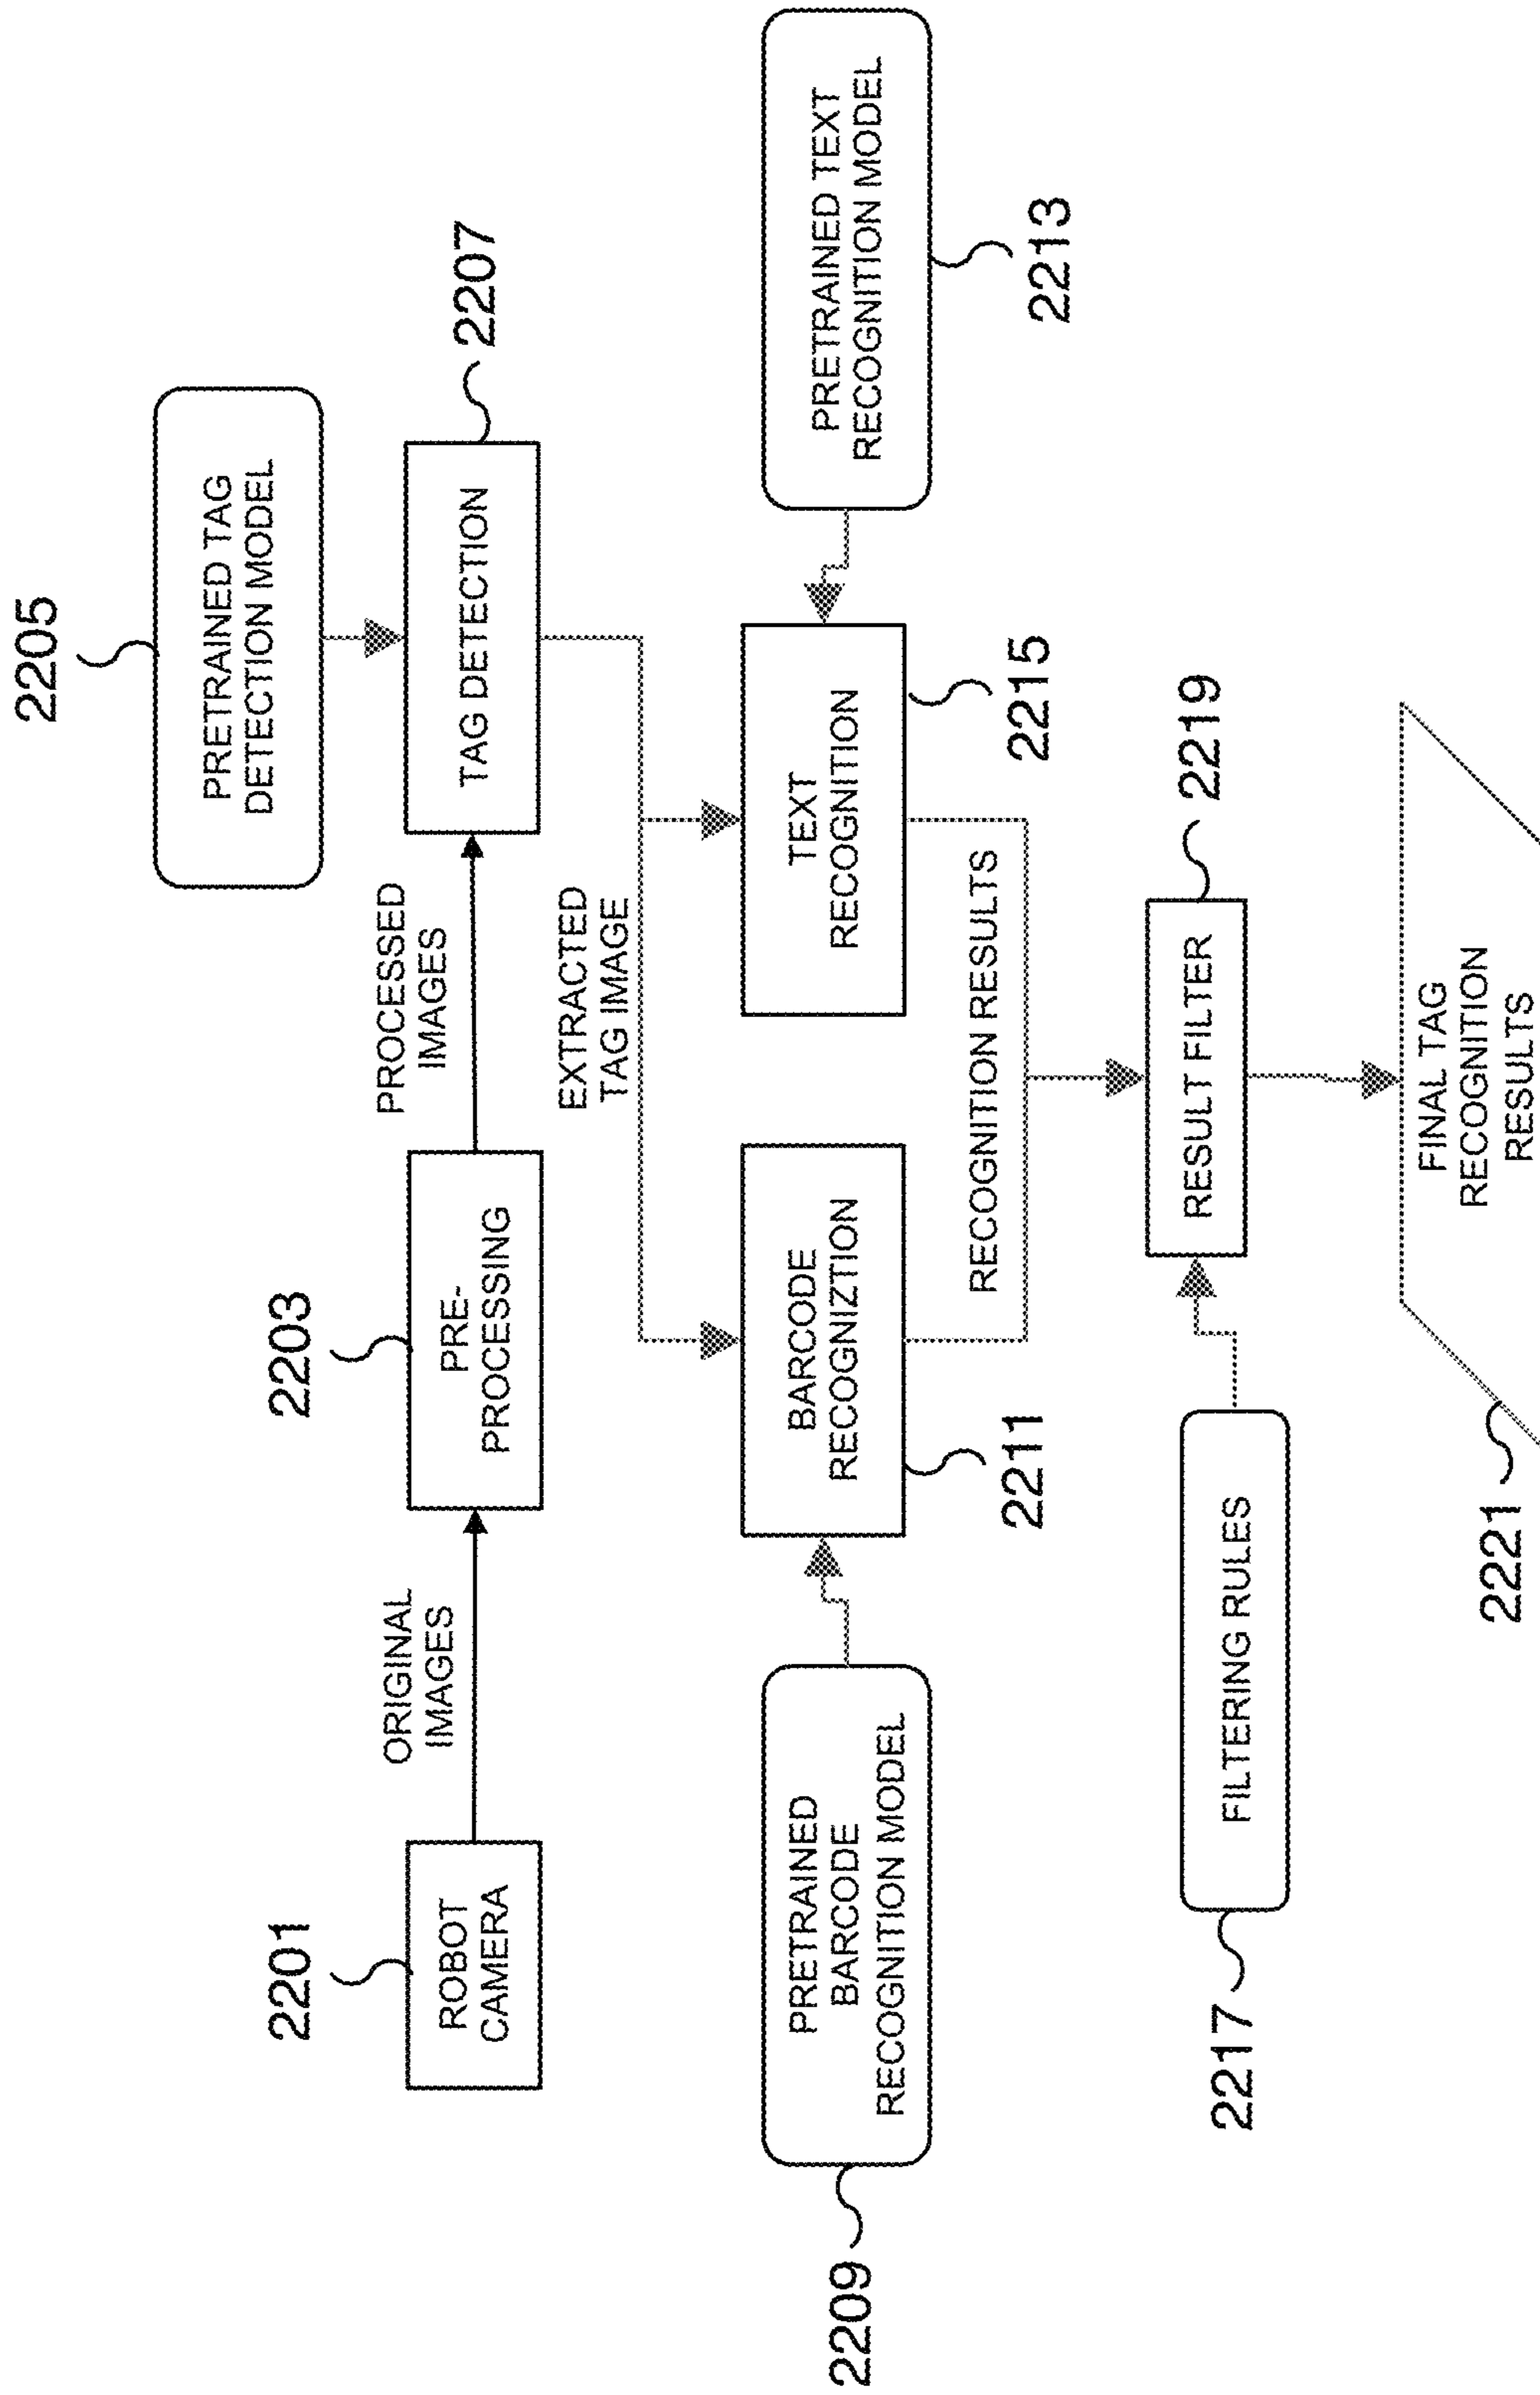 2205
PRETRAINED TAG
DETECTION MODEL
2201
ROBOT
CAMERA
ORIGINAL
IMAGES
2203
PRE-
PROCESSING
PROCESSED
IMAGES
TAG DETECTION
2207
EXTRACTED
TAG IMAGE
2209
PRETRAINED
BARCODE
RECOGNITION MODEL
BARCODE
RECOGNIZTION
2211
TEXT
RECOGNITION
2215
PRETRAINED TEXT
RECOGNITION MODEL
2213
RECOGNITION RESULTS
2217
FILTERING RULES
RESULT FILTER
2219
2221
FINAL TAG
RECOGNITION
RESULTS